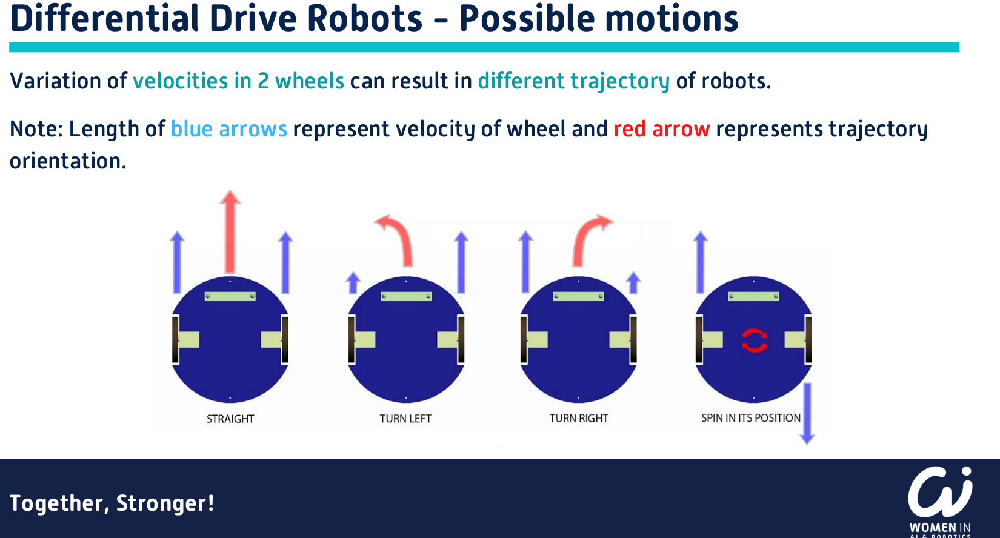 Differential Drive Robots - Possible motions
Variation of velocities in 2 wheels can result in different trajectory of robots.
Note: Length of blue arrows represent velocity of wheel and red arrow represents trajectory
orientation.
STRAIGHT
TURN LEFT
TURN RIGHT
SPIN IN ITS POSITION
Together, Stronger!
WOMEN IN
AI & ROBOTICS